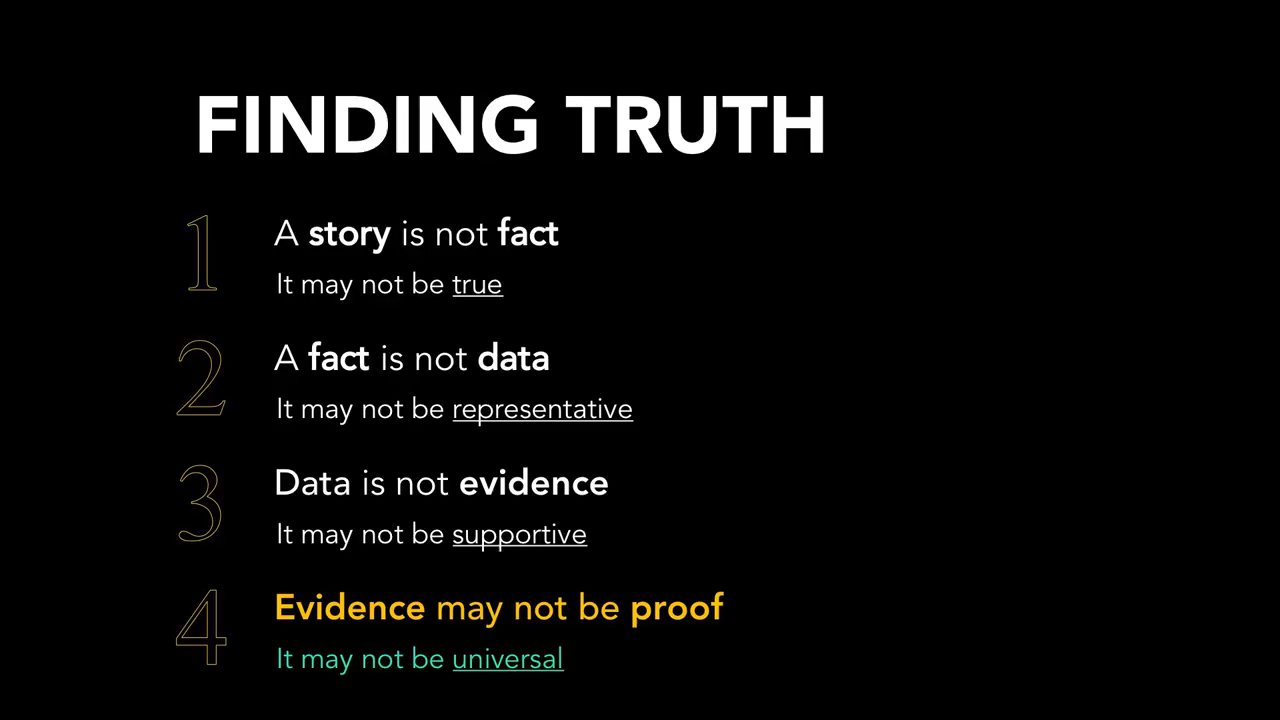 FINDING TRUTH
1 A story is not fact
It may not be true
2 A fact is not data
It may not be representative
3 Data is not evidence
It may not be supportive
4 Evidence may not be proof
It may not be universal